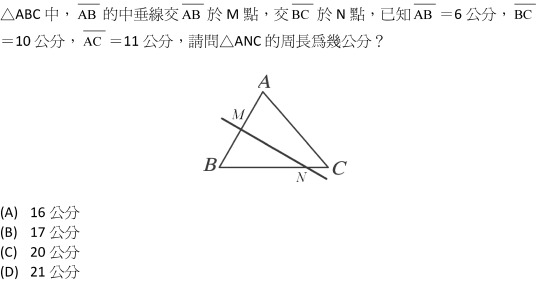 △ABC 中，AB 的中垂線交 AB 於 M 點，交 BC 於 N 點，已知 AB ＝6 公分，BC
＝10 公分，AC ＝11 公分，請問△ANC 的周長爲幾公分？
A
M
B
N
C
(A) 16 公分
(B) 17 公分
(C) 20 公分
(D) 21 公分